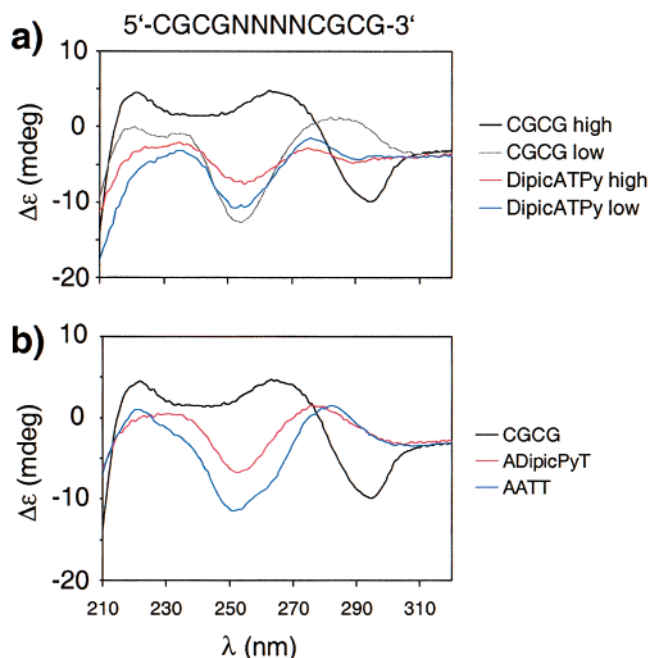 5‘-CGCGNNNNCGCG-3‘
a)
10
0
-10
-20
Δε (mdeg)
CGCG high
CGCG low
DipicATPy high
DipicATPy low
b)
10
0
-10
-20
Δε (mdeg)
210 230 250 270 290 310
λ (nm)
CGCG
ADipicPyT
AATT